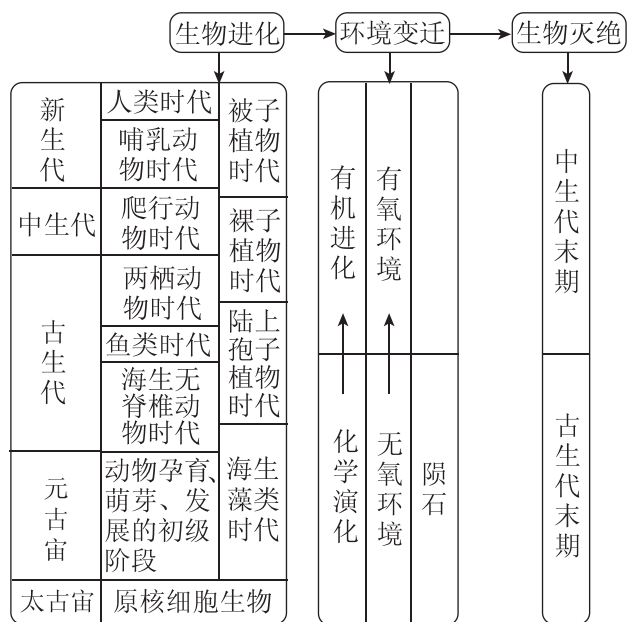 生物进化
环境变迁
生物灭绝
新
生
代
人类时代
哺乳动
物时代
被子
植物
时代
中生代
爬行动
物时代
裸子
植物
时代
古
生
代
两栖动
物时代
鱼类时代
海生无
脊椎动
物时代
陆上
孢子
植物
时代
元
古
宙
动物孕育、
萌芽、发
展的初级
阶段
海生
藻类
时代
太古宙
原核细胞生物
有
机
进
化
有
氧
环
境
化
学
演
化
无
氧
环
境
陨
石
中
生
代
末
期
古
生
代
末
期